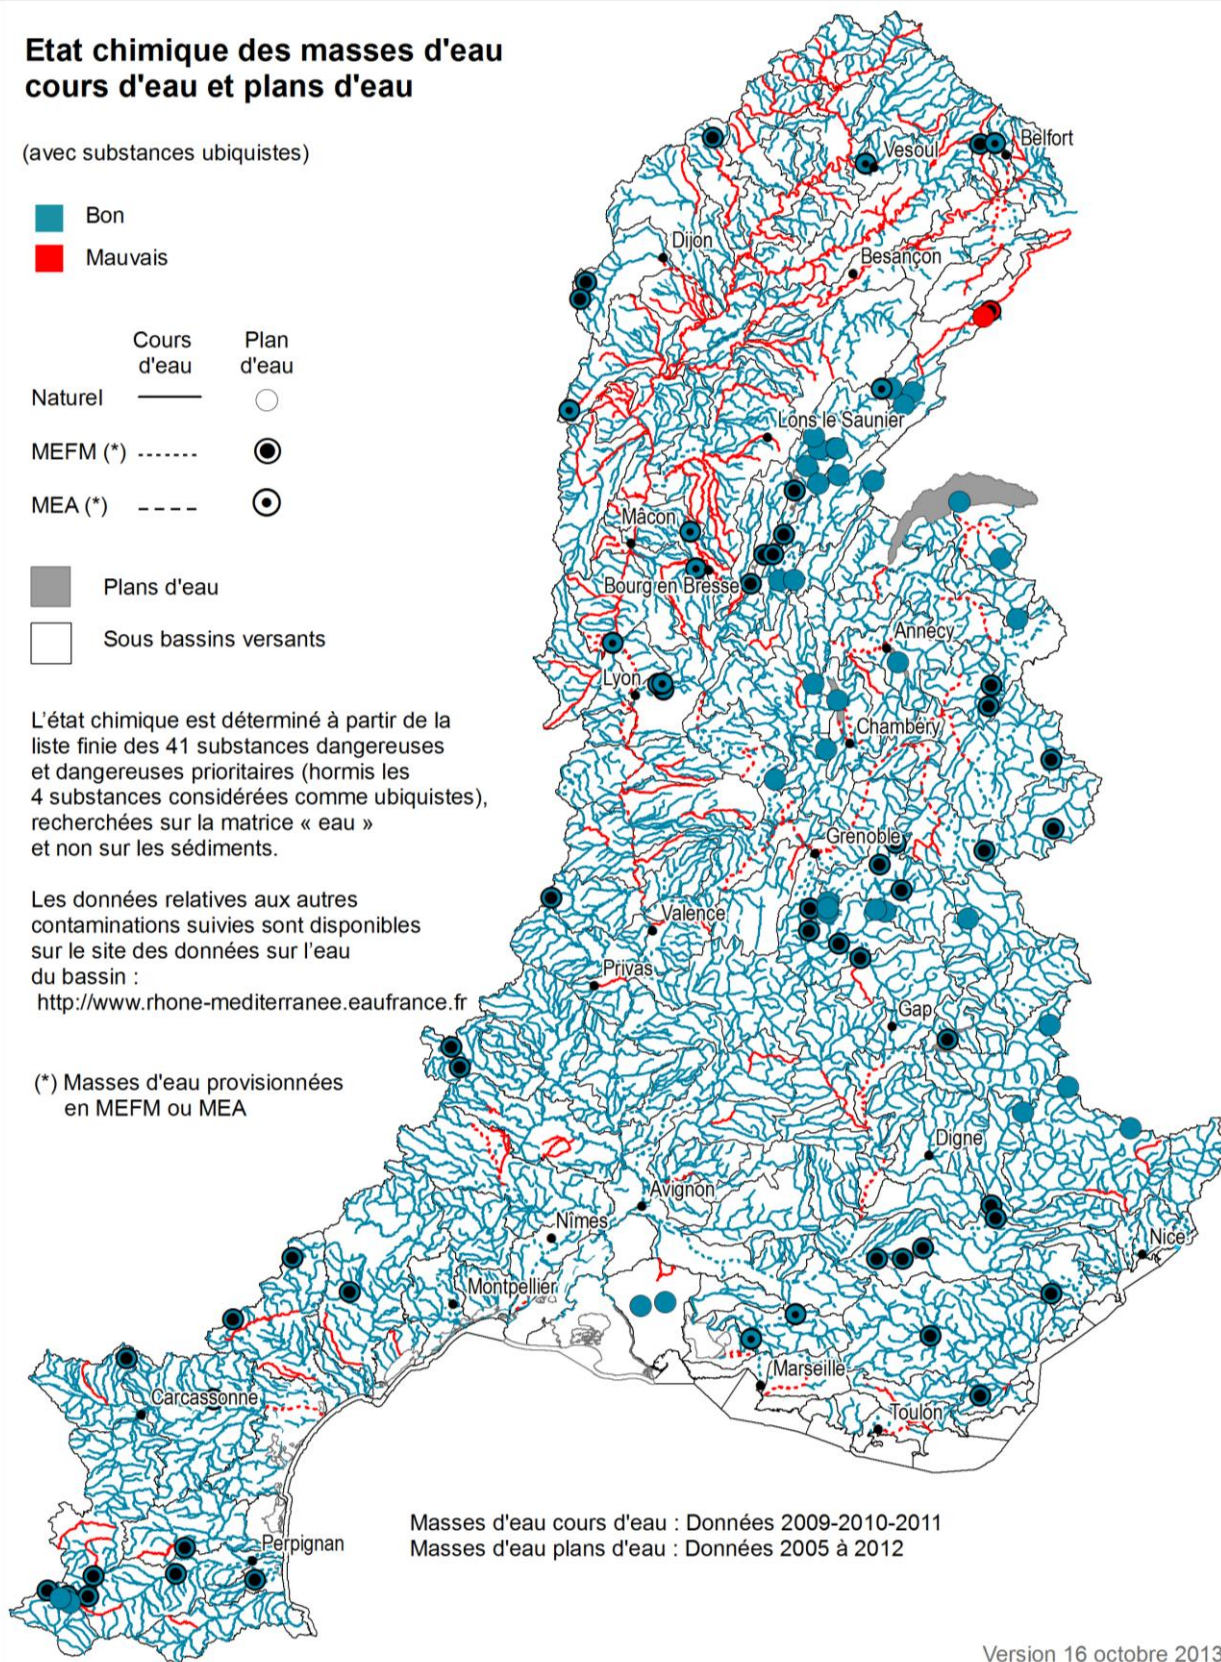 Etat chimique des masses d'eau
cours d'eau et plans d'eau
(avec substances ubiquistes)
Bon
Mauvais
Cours d'eau
Plan d'eau
Naturel
MEFM (*)
MEA (*)
Plans d'eau
Sous bassins versants
L'état chimique est déterminé à partir de la
liste finie des 41 substances dangereuses
et dangereuses prioritaires (hormis les
4 substances considérées comme ubiquistes),
recherchées sur la matrice « eau »
et non sur les sédiments.
Les données relatives aux autres
contaminations suivies sont disponibles
sur le site des données sur l'eau
du bassin :
http://www.rhone-mediterranee.eaufrance.fr
(*) Masses d'eau provisionnées
en MEFM ou MEA
Belfort
Vesoul
Dijon
Besançon
Lons le Saunier
Mâcon
Bourg en Bresse
Annecy
Lyon
Chambéry
Grenoble
Valence
Privas
Gap
Digne
Avignon
Nîmes
Nice
Montpellier
Marseille
Carcassonne
Toulon
Perpignan
Masses d'eau cours d'eau : Données 2009-2010-2011
Masses d'eau plans d'eau : Données 2005 à 2012
Version 16 octobre 2013